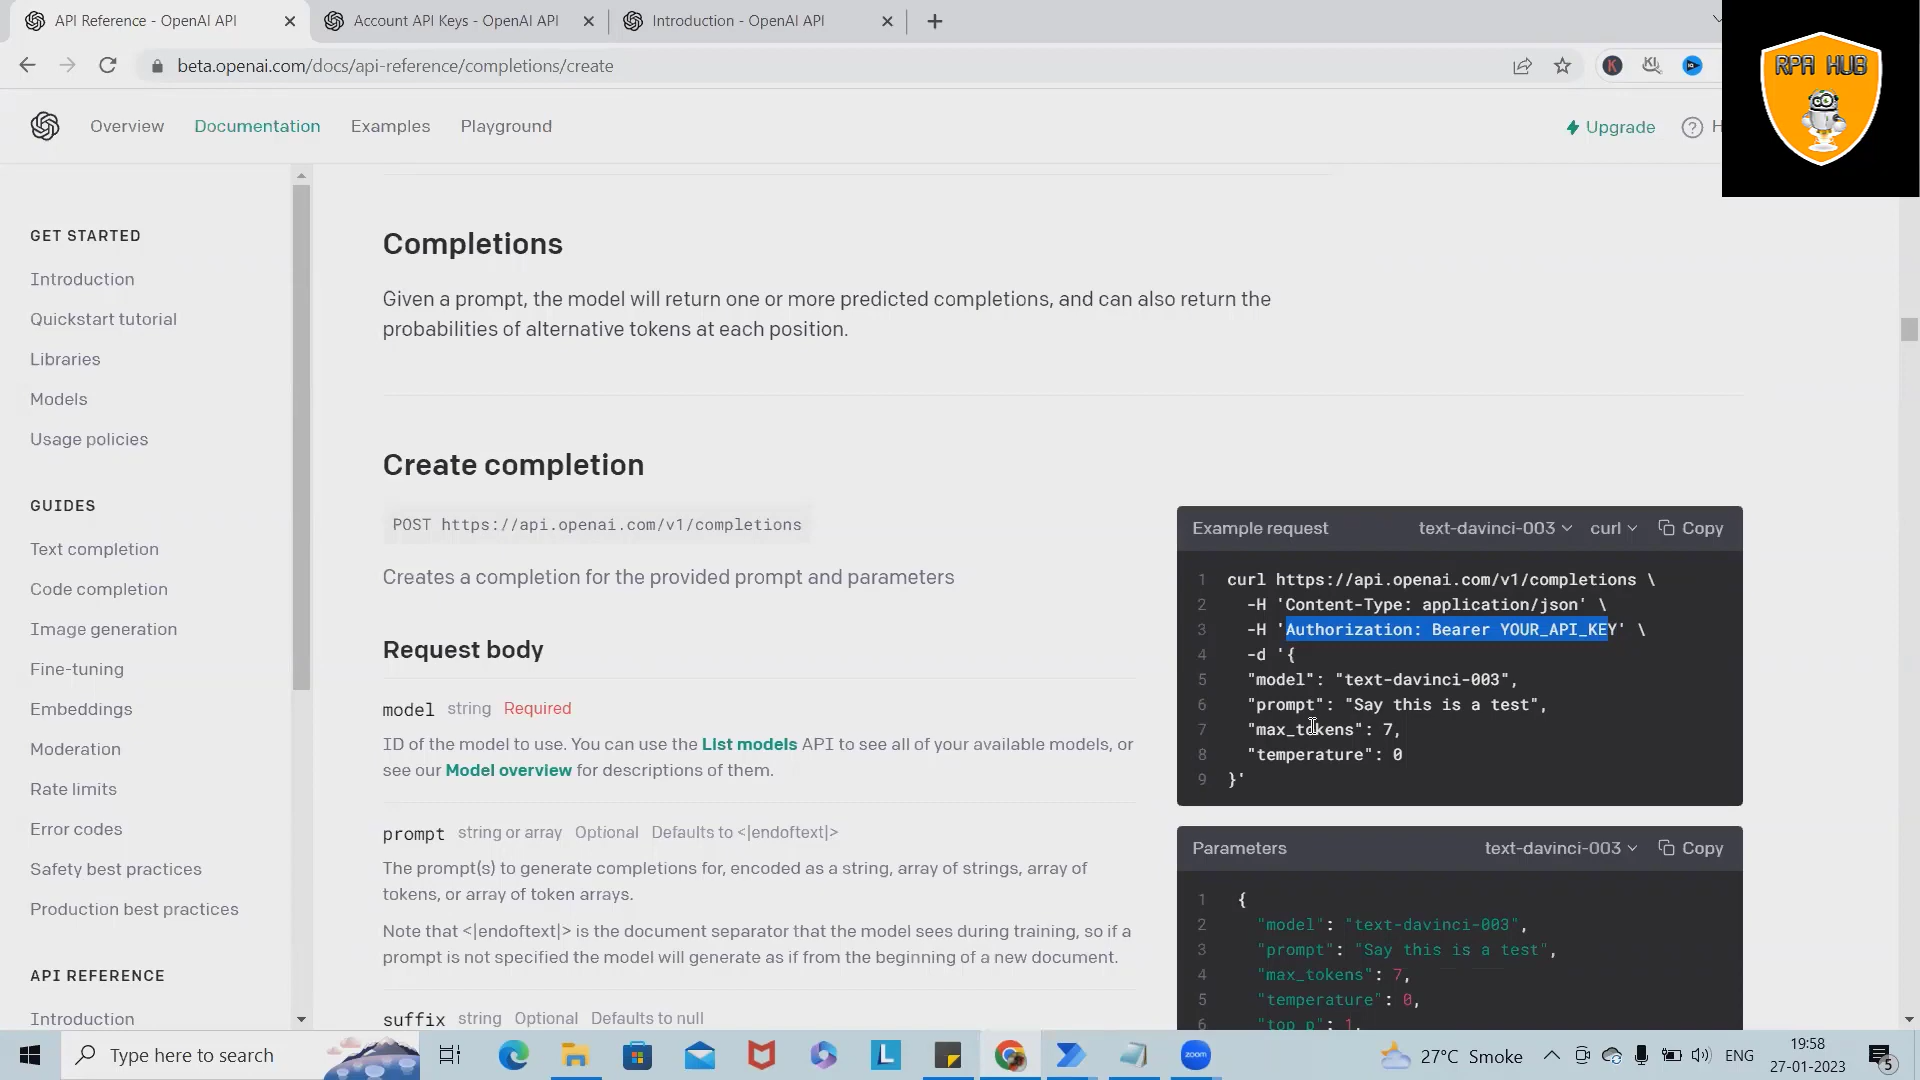 API Reference - OpenAI API
Account API Keys - OpenAI API
Introduction - OpenAI API
beta.openai.com/docs/api-reference/completions/create
RPA HUB
Overview
Documentation
Examples
Playground
Upgrade
H
GET STARTED
Introduction
Quickstart tutorial
Libraries
Models
Usage policies
GUIDES
Text completion
Code completion
Image generation
Fine-tuning
Embeddings
Moderation
Rate limits
Error codes
Safety best practices
Production best practices
API REFERENCE
Introduction
Completions
Given a prompt, the model will return one or more predicted completions, and can also return the
probabilities of alternative tokens at each position.
Create completion
POST https://api.openai.com/v1/completions
Creates a completion for the provided prompt and parameters
Request body
model string Required
ID of the model to use. You can use the List models API to see all of your available models, or
see our Model overview for descriptions of them.
prompt string or array Optional Defaults to <|endoftext|>
The prompt(s) to generate completions for, encoded as a string, array of strings, array of
tokens, or array of token arrays.
Note that <|endoftext|> is the document separator that the model sees during training, so if a
prompt is not specified the model will generate as if from the beginning of a new document.
suffix string Optional Defaults to null
Example request text-davinci-003 curl Copy
1 curl https://api.openai.com/v1/completions \
2 -H 'Content-Type: application/json' \
3 -H 'Authorization: Bearer YOUR_API_KEY' \
4 -d '{
5 "model": "text-davinci-003",
6 "prompt": "Say this is a test",
7 "max_tokens": 7,
8 "temperature": 0
9 }'
Parameters text-davinci-003 Copy
1 {
2 "model": "text-davinci-003",
3 "prompt": "Say this is a test",
4 "max_tokens": 7,
5 "temperature": 0,
6 "top_p": 1,
Type here to search
L
zoom
27°C Smoke
ENG
19:58
27-01-2023
5